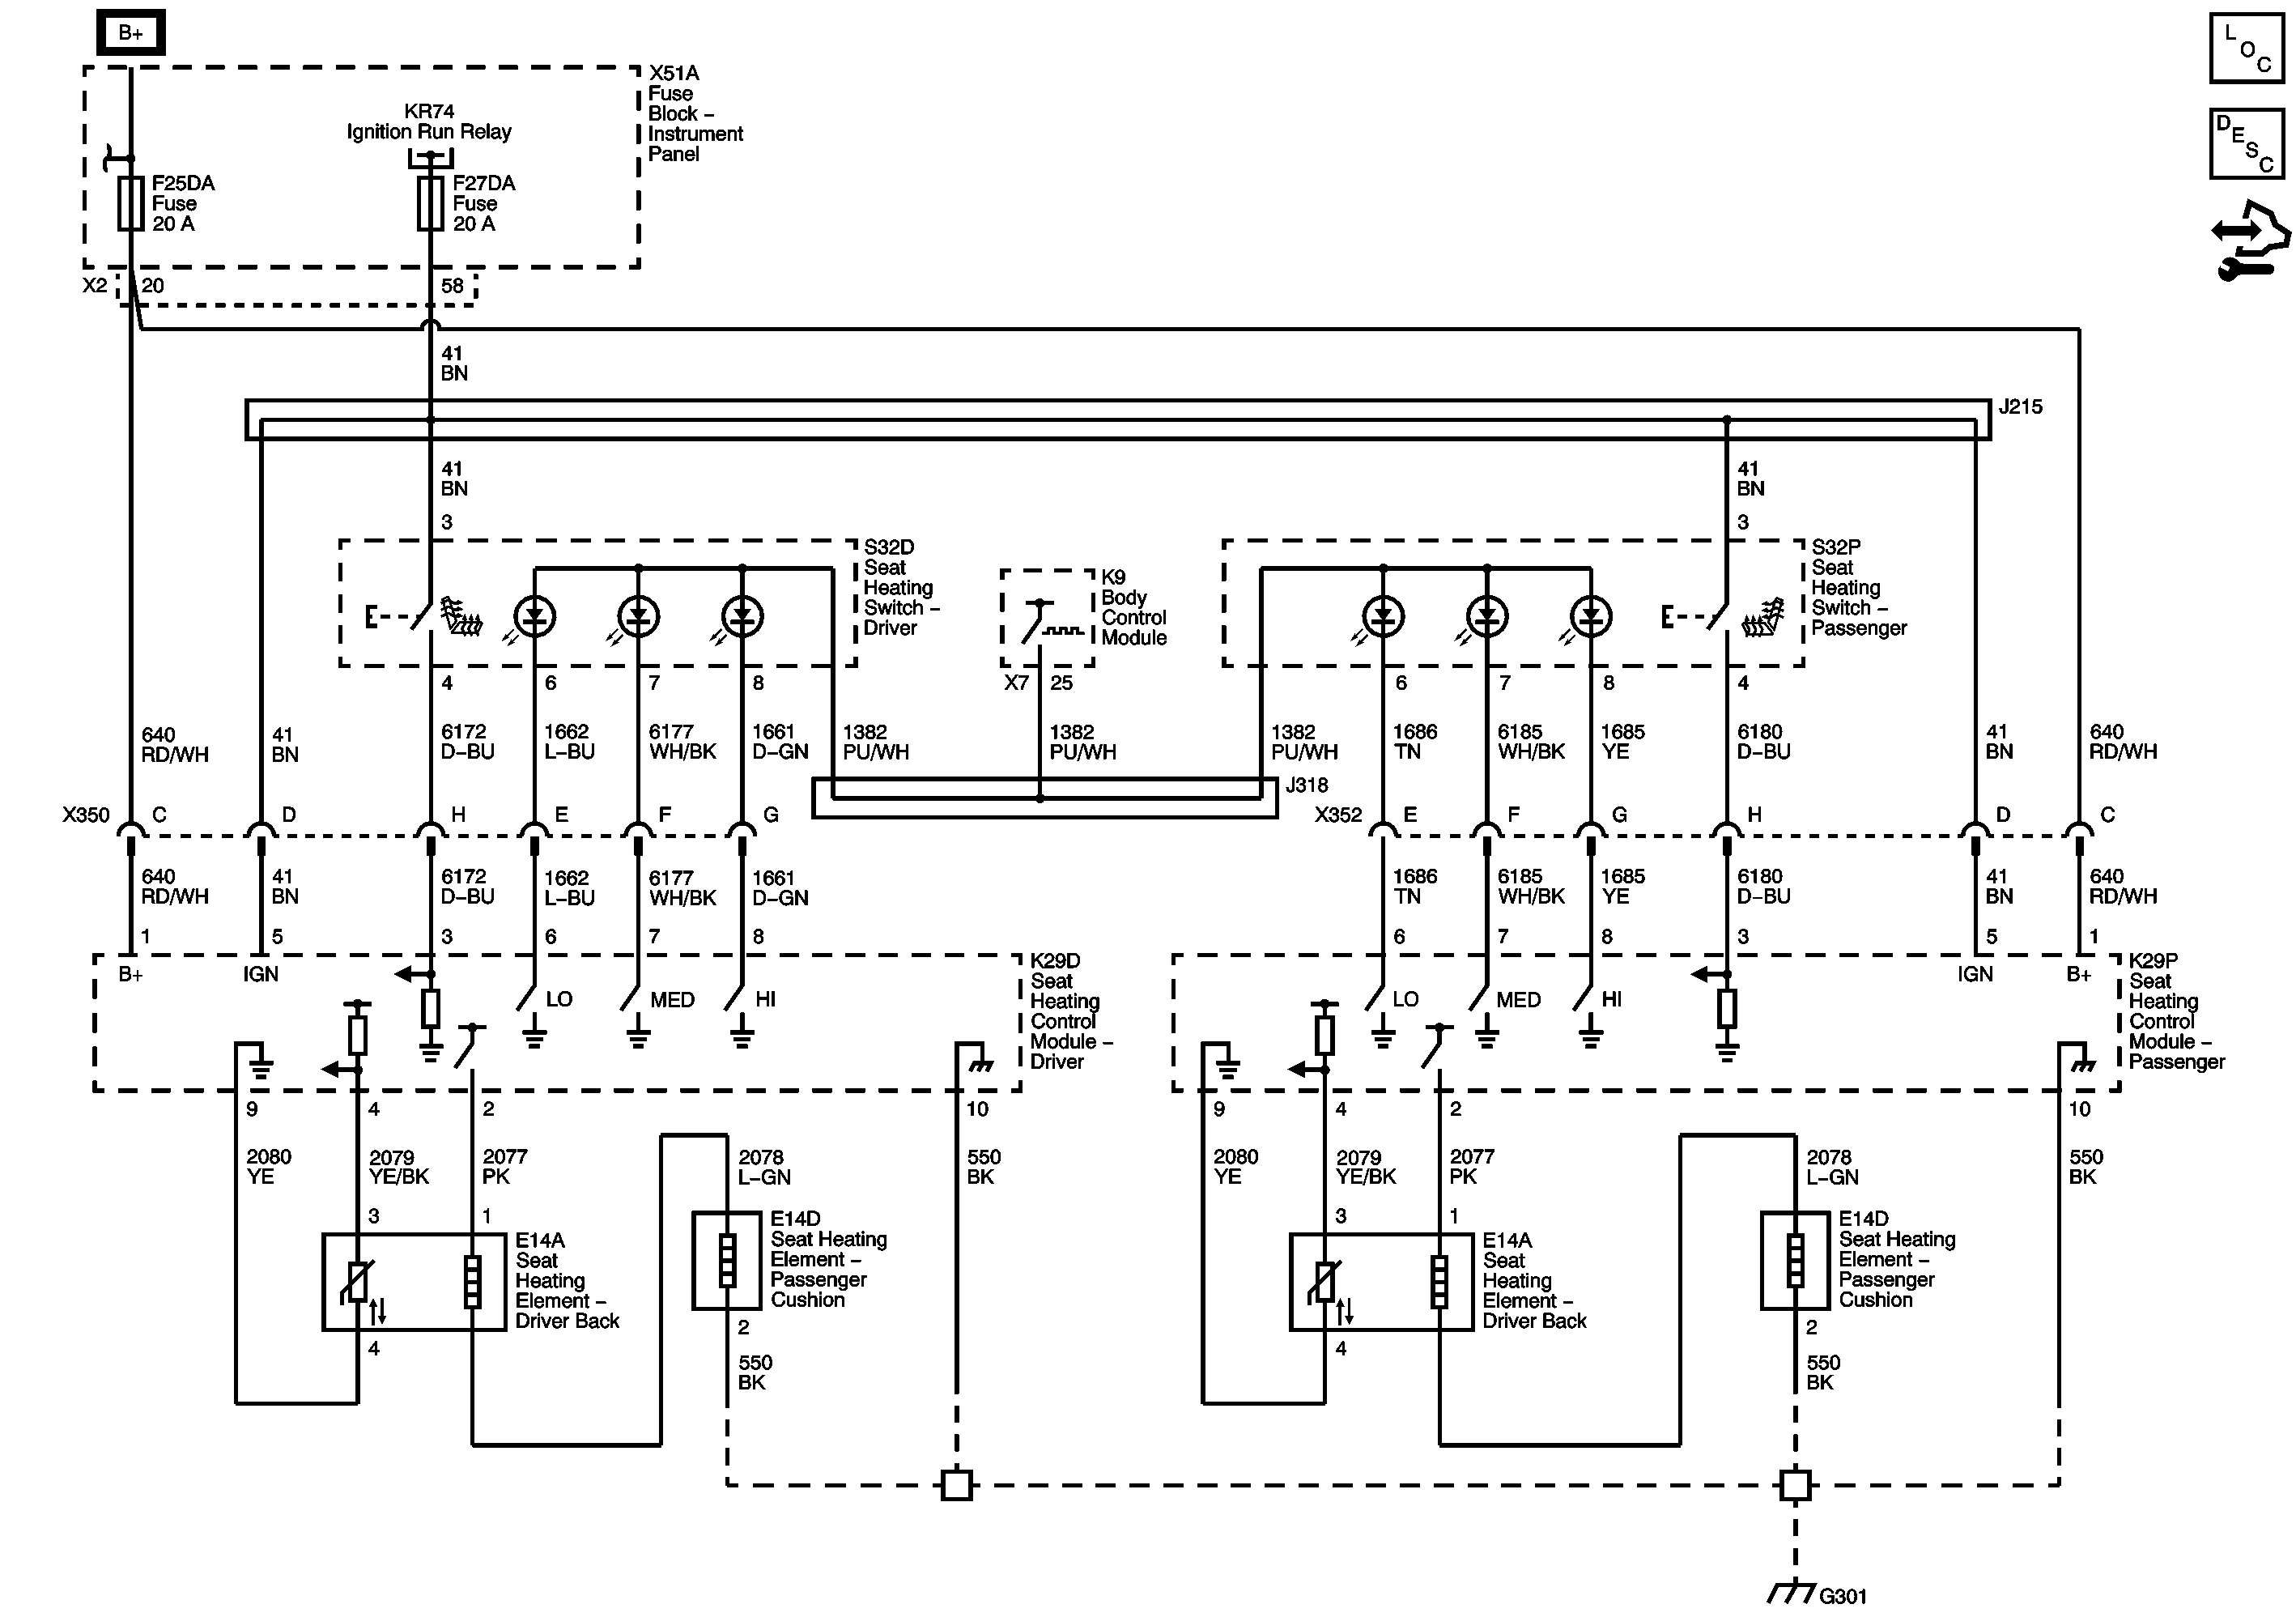 B+
L
O
C
D
E
S
C
X51A
Fuse
Block –
Instrument
Panel
KR74
Ignition Run Relay
F25DA
Fuse
20 A
F27DA
Fuse
20 A
X2
20
58
41
BN
J215
41
BN
41
BN
3
3
S32D
Seat
Heating
Switch –
Driver
K9
Body
Control
Module
S32P
Seat
Heating
Switch –
Passenger
4
6
7
8
X7
25
6
7
8
4
640
RD/WH
41
BN
6172
D–BU
1662
L–BU
6177
WH/BK
1661
D–GN
1382
PU/WH
1382
PU/WH
1382
PU/WH
1686
TN
6185
WH/BK
1685
YE
6180
D–BU
41
BN
640
RD/WH
J318
X350
C
D
H
E
F
G
X352
E
F
G
H
D
C
640
RD/WH
41
BN
6172
D–BU
1662
L–BU
6177
WH/BK
1661
D–GN
1686
TN
6185
WH/BK
1685
YE
6180
D–BU
41
BN
640
RD/WH
1
5
3
6
7
8
6
7
8
3
5
1
B+
IGN
LO
MED
HI
K29D
Seat
Heating
Control
Module –
Driver
LO
MED
HI
IGN
B+
K29P
Seat
Heating
Control
Module –
Passenger
9
4
2
10
9
4
2
10
2080
YE
2079
YE/BK
2077
PK
2078
L–GN
550
BK
2080
YE
2079
YE/BK
2077
PK
2078
L–GN
550
BK
3
1
3
1
E14A
Seat
Heating
Element –
Driver Back
E14D
Seat Heating
Element –
Passenger
Cushion
E14A
Seat
Heating
Element –
Driver Back
E14D
Seat Heating
Element –
Passenger
Cushion
4
2
4
2
550
BK
550
BK
G301